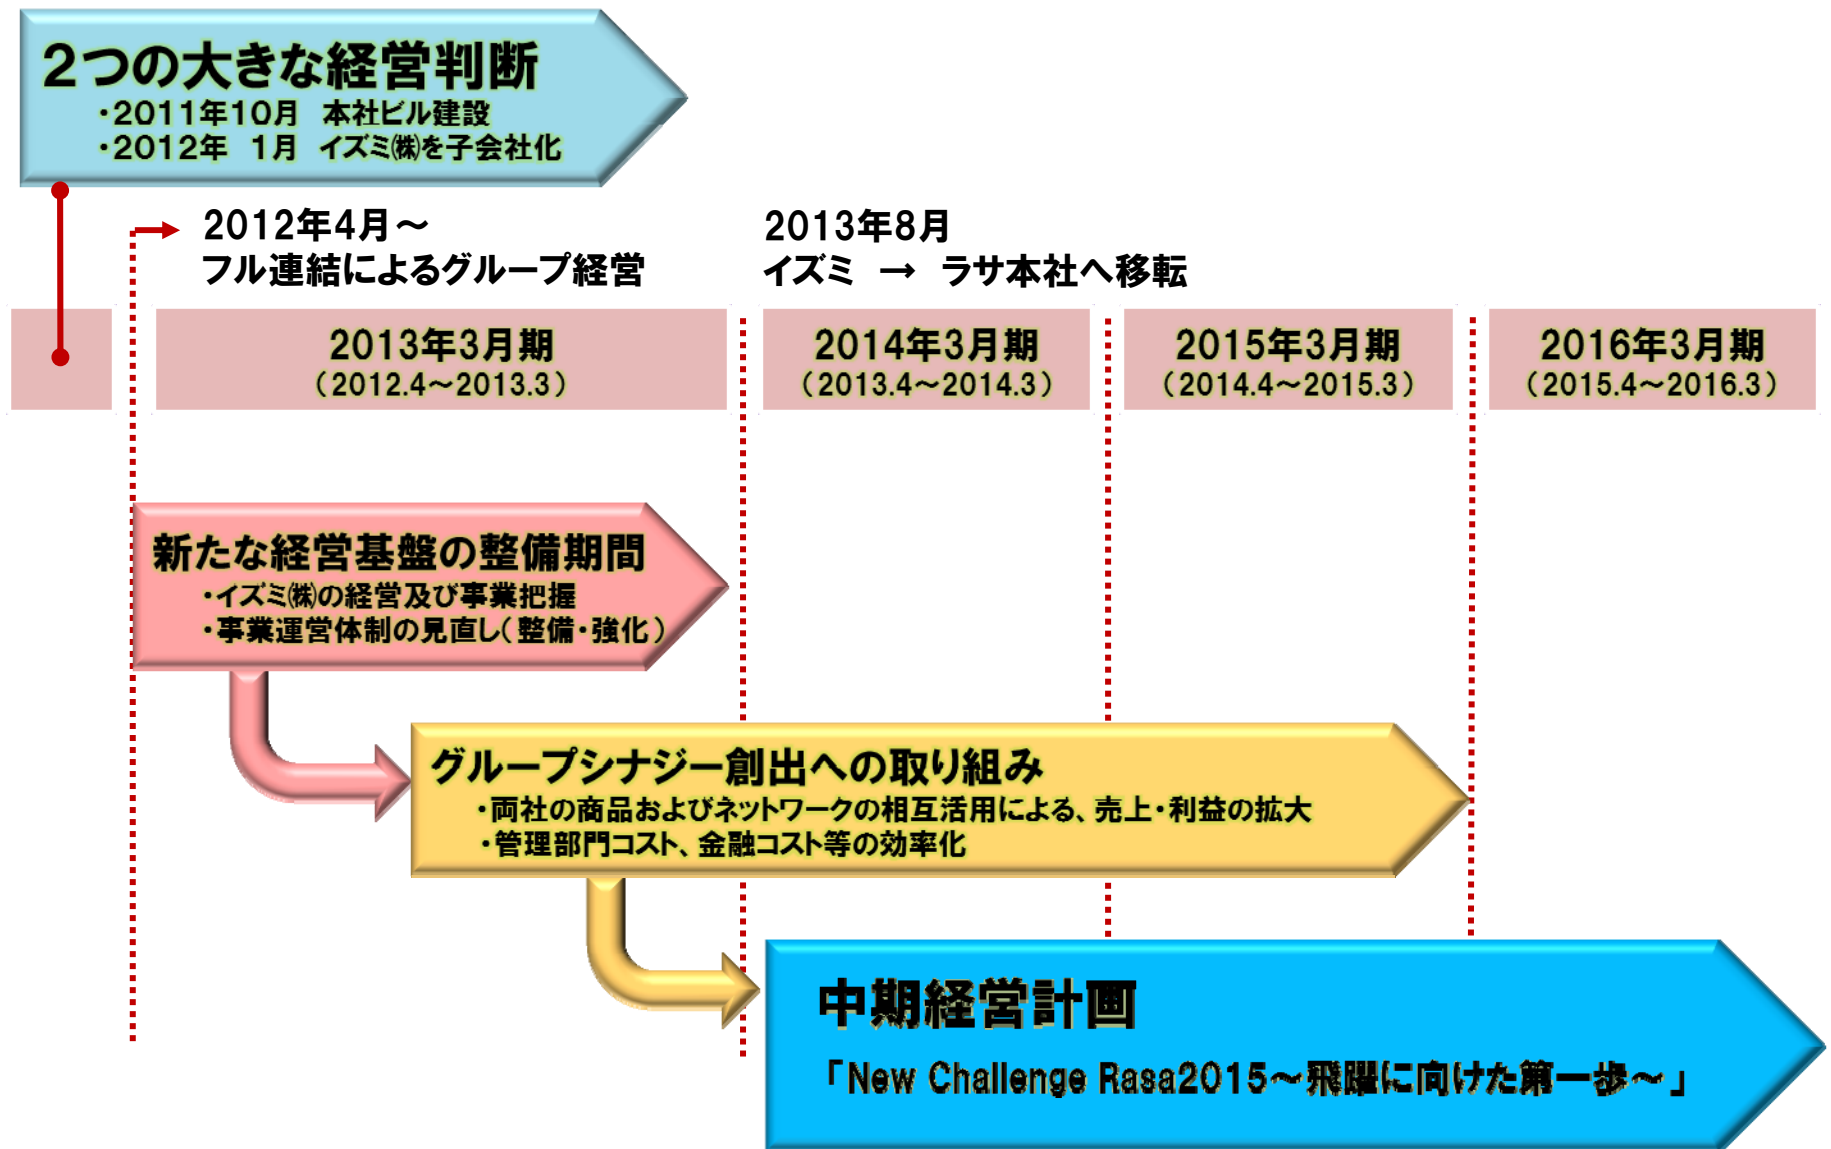 ２つの大きな経営判断
・2011年10月　本社ビル建設
・2012年　1月　イズミ㈱を子会社化
2012年4月～
フル連結によるグループ経営
2013年8月
イズミ　→　ラサ本社へ移転
2013年3月期
（2012.4～2013.3）
2014年3月期
（2013.4～2014.3）
2015年3月期
（2014.4～2015.3）
2016年3月期
（2015.4～2016.3）
新たな経営基盤の整備期間
・イズミ㈱の経営及び事業把握
・事業運営体制の見直し（整備・強化）
グループシナジー創出への取り組み
・両社の商品およびネットワークの相互活用による、売上・利益の拡大
・管理部門コスト、金融コスト等の効率化
中期経営計画
「New Challenge Rasa2015～飛躍に向けた第一歩～」